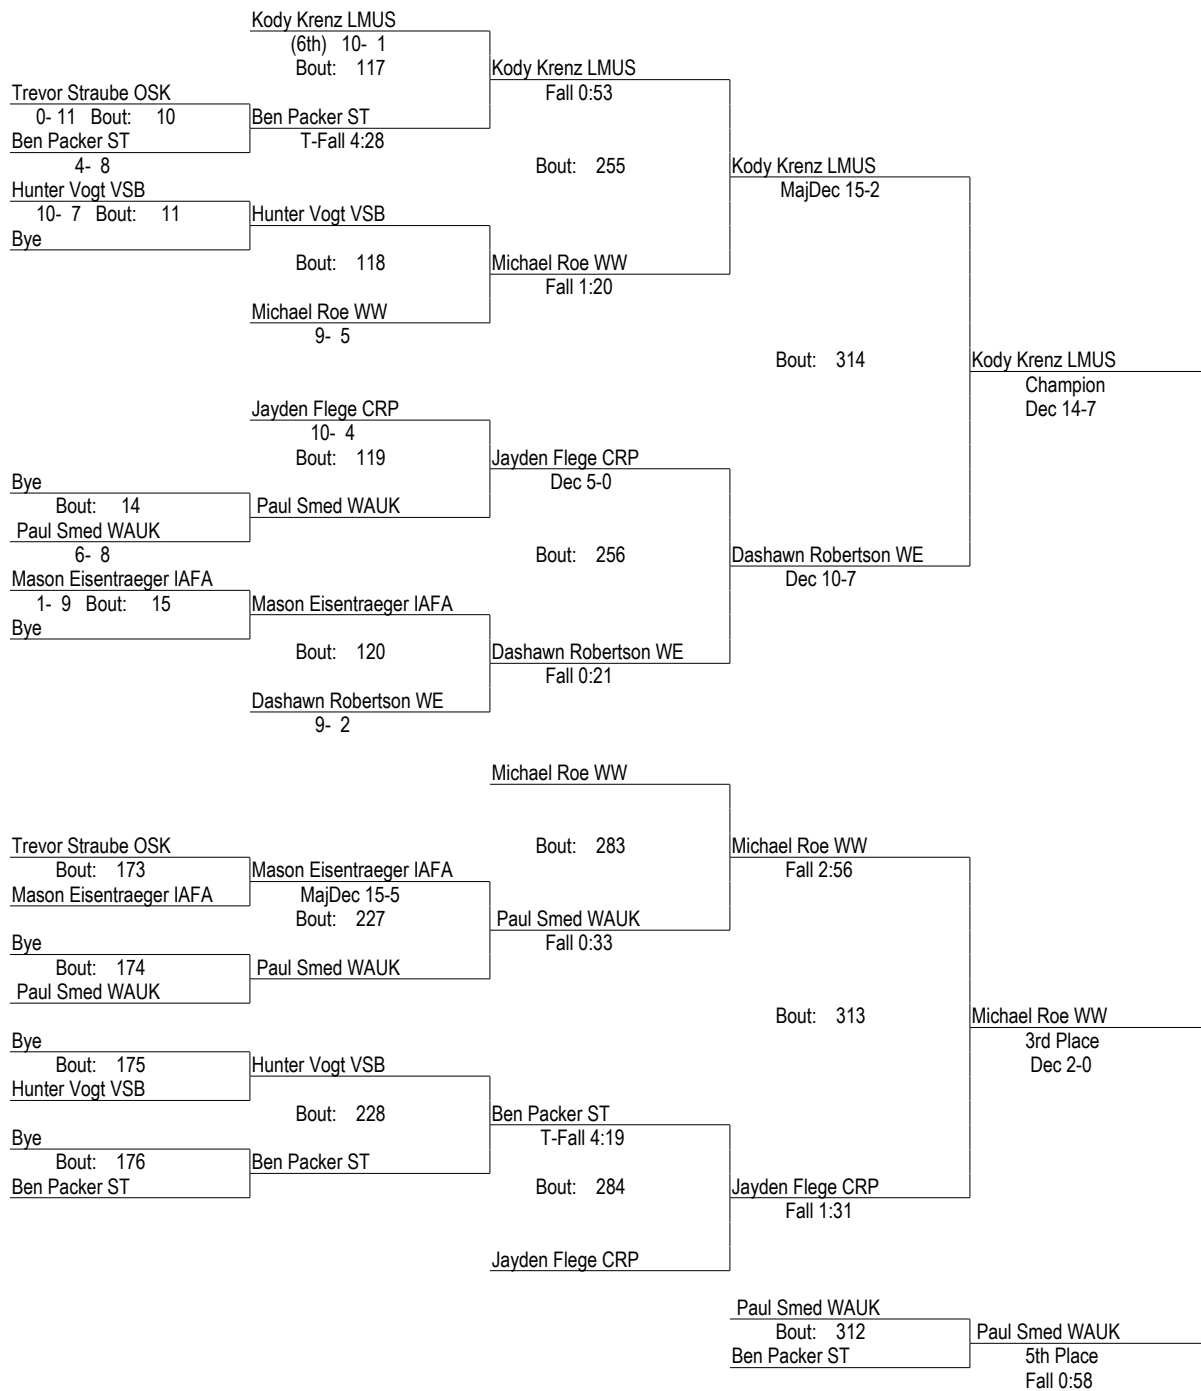 Kody Krenz LMUS
(6th) 10- 1
Bout: 117
Kody Krenz LMUS
Fall 0:53
Trevor Straube OSK
0- 11 Bout: 10
Ben Packer ST
Ben Packer ST
T-Fall 4:28
4- 8
Bout: 255
Kody Krenz LMUS
MajDec 15-2
Hunter Vogt VSB
10- 7 Bout: 11
Hunter Vogt VSB
Bye
Bout: 118
Michael Roe WW
Fall 1:20
Michael Roe WW
9- 5
Bout: 314
Kody Krenz LMUS
Champion
Dec 14-7
Jayden Flege CRP
10- 4
Bout: 119
Jayden Flege CRP
Dec 5-0
Bye
Bout: 14
Paul Smed WAUK
Paul Smed WAUK
6- 8
Bout: 256
Dashawn Robertson WE
Dec 10-7
Mason Eisentraeger IAFA
1- 9 Bout: 15
Mason Eisentraeger IAFA
Bye
Bout: 120
Dashawn Robertson WE
Fall 0:21
Dashawn Robertson WE
9- 2
Michael Roe WW
Trevor Straube OSK
Bout: 173
Mason Eisentraeger IAFA
Mason Eisentraeger IAFA
MajDec 15-5
Bout: 283
Michael Roe WW
Fall 2:56
Bout: 227
Paul Smed WAUK
Fall 0:33
Bye
Bout: 174
Paul Smed WAUK
Paul Smed WAUK
Bout: 313
Michael Roe WW
3rd Place
Dec 2-0
Bye
Bout: 175
Hunter Vogt VSB
Hunter Vogt VSB
Bout: 228
Ben Packer ST
T-Fall 4:19
Bye
Bout: 176
Ben Packer ST
Ben Packer ST
Bout: 284
Jayden Flege CRP
Fall 1:31
Jayden Flege CRP
Paul Smed WAUK
Bout: 312
Ben Packer ST
Paul Smed WAUK
5th Place
Fall 0:58